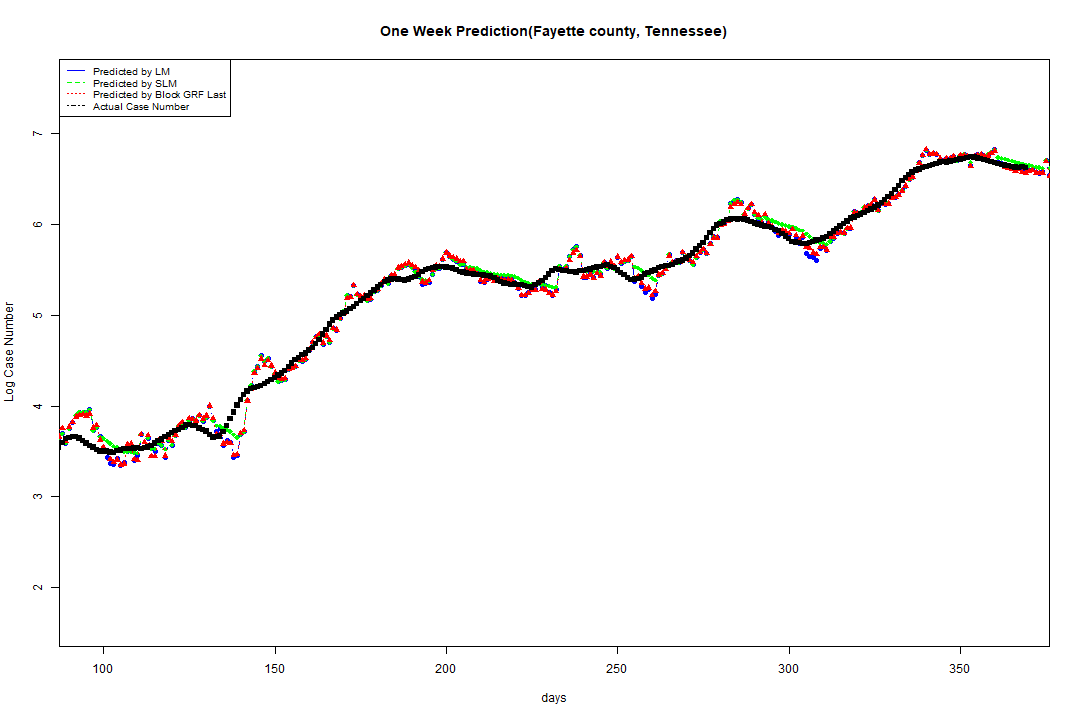 One Week Prediction(Fayette county, Tennessee)
Predicted by LM
Predicted by SLM
Predicted by Block GRF Last
Actual Case Number
Log Case Number
7
6
5
4
3
2
100 150 200 250 300 350
days